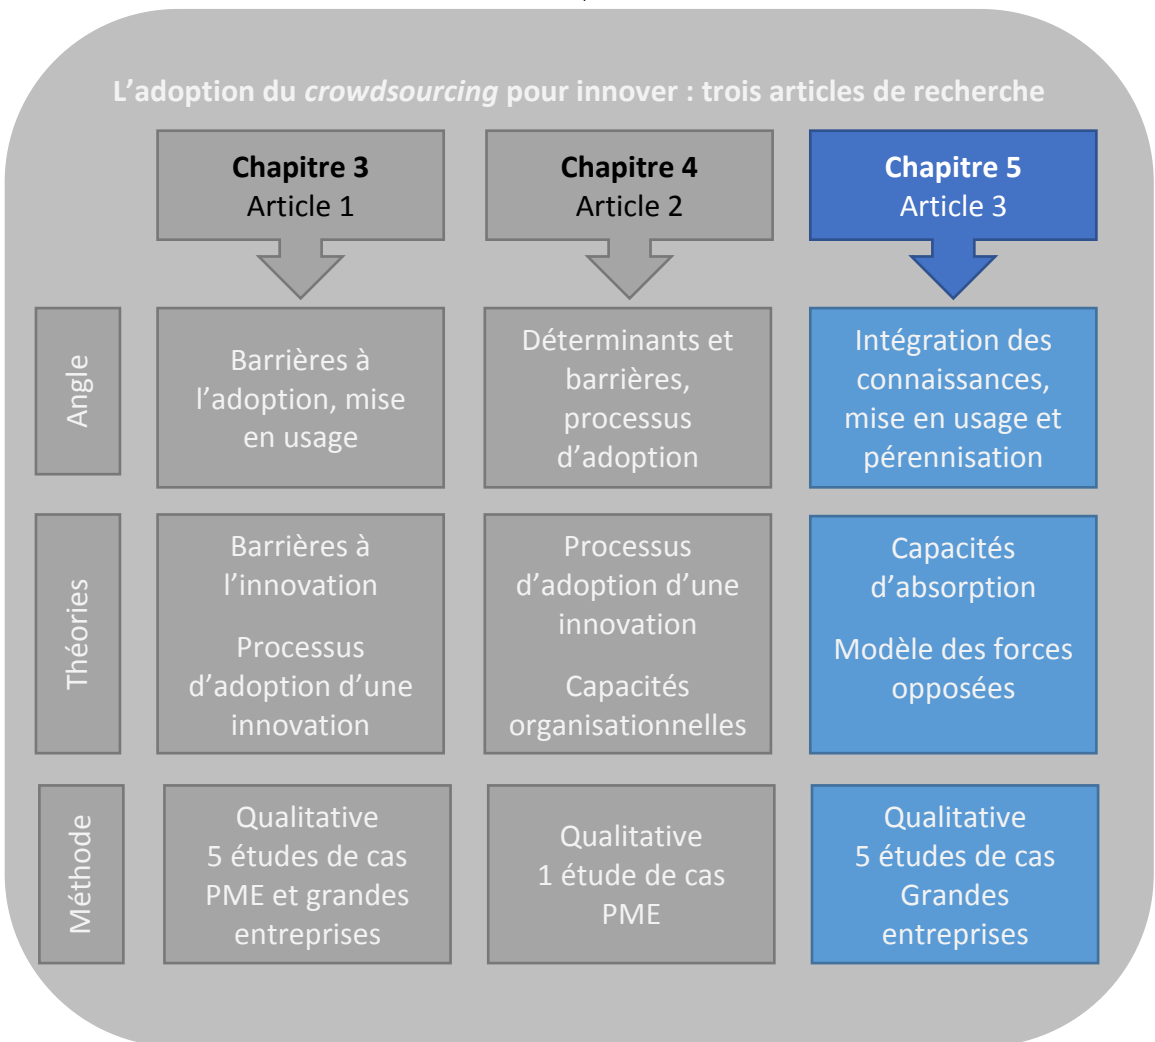 L’adoption du crowdsourcing pour innover : trois articles de recherche
Chapitre 3
Article 1
Chapitre 4
Article 2
Chapitre 5
Article 3
Angle
Barrières à
l’adoption, mise
en usage
Déterminants et
barrières,
processus
d’adoption
Intégration des
connaissances,
mise en usage et
pérennisation
Théories
Barrières à
l’innovation
Processus
d’adoption d’une
innovation
Processus
d’adoption d’une
innovation
Capacités
organisationnelles
Capacités
d’absorption
Modèle des forces
opposées
Méthode
Qualitative
5 études de cas
PME et grandes
entreprises
Qualitative
1 étude de cas
PME
Qualitative
5 études de cas
Grandes
entreprises